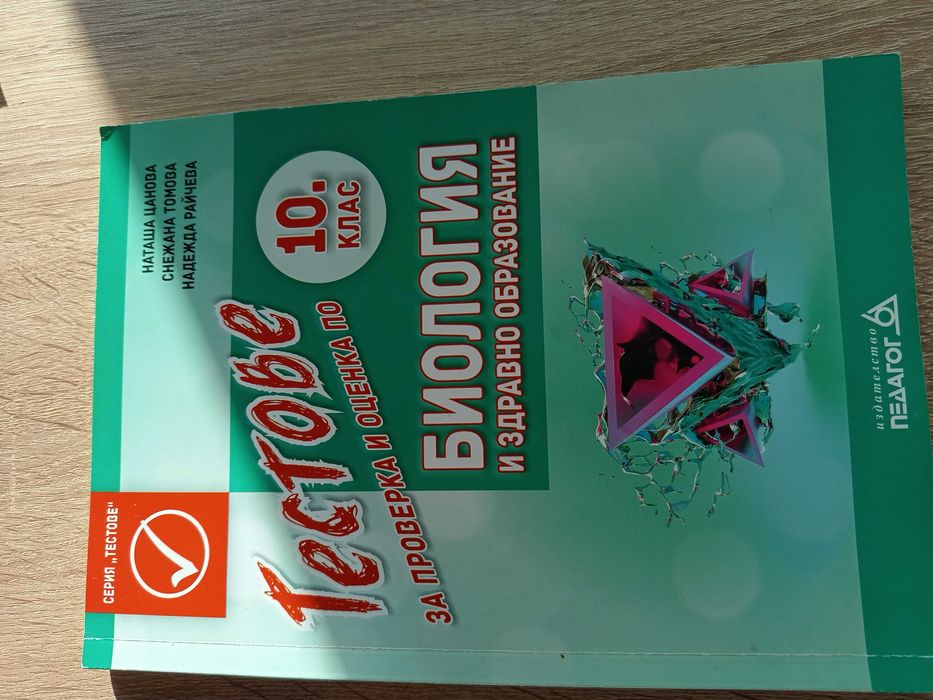 СЕРИЯ „ТЕСТОВЕ“
НАТАША ЦАНОВА
СНЕЖАНА ТОМОВА
НАДЕЖДА РАЙЧЕВА
ТЕСТОВЕ
ЗА ПРОВЕРКА И ОЦЕНКА ПО
10.
КЛАС
БИОЛОГИЯ
И ЗДРАВНО ОБРАЗОВАНИЕ
издателство
ПЕДАГОГ